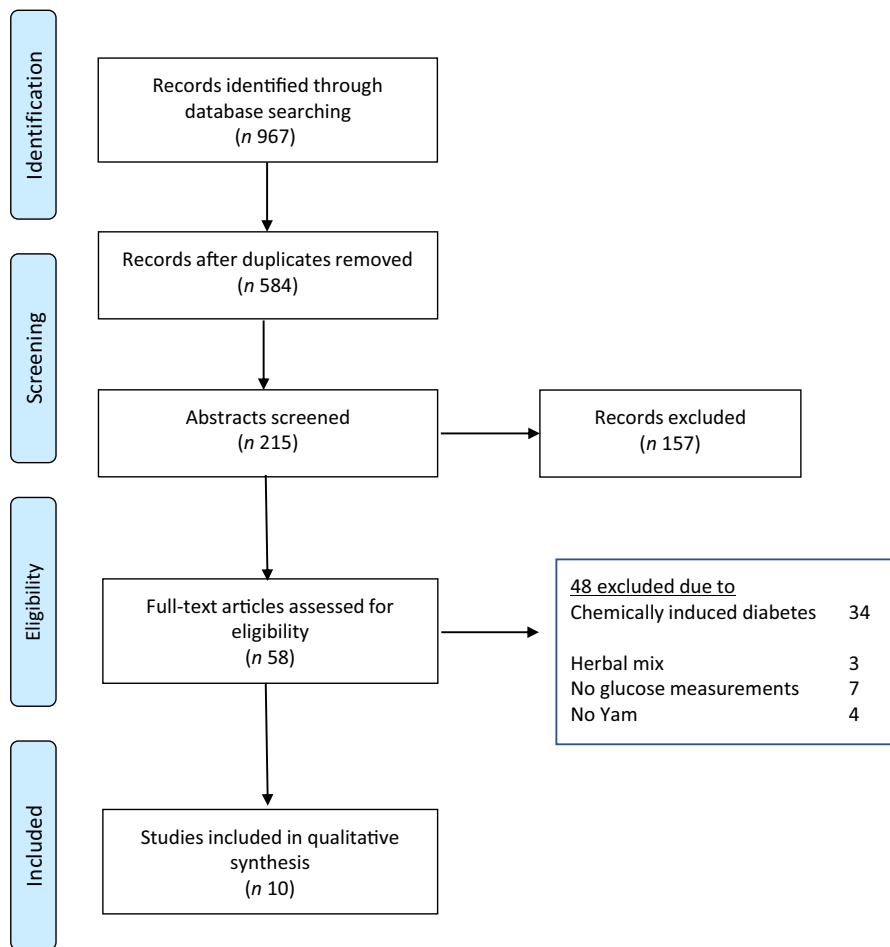 Identification
Records identified through
database searching
(n 967)
Screening
Records after duplicates removed
(n 584)
Abstracts screened
(n 215)
Records excluded
(n 157)
Eligibility
Full-text articles assessed for
eligibility
(n 58)
48 excluded due to
Chemically induced diabetes 34
Herbal mix 3
No glucose measurements 7
No Yam 4
Included
Studies included in qualitative
synthesis
(n 10)